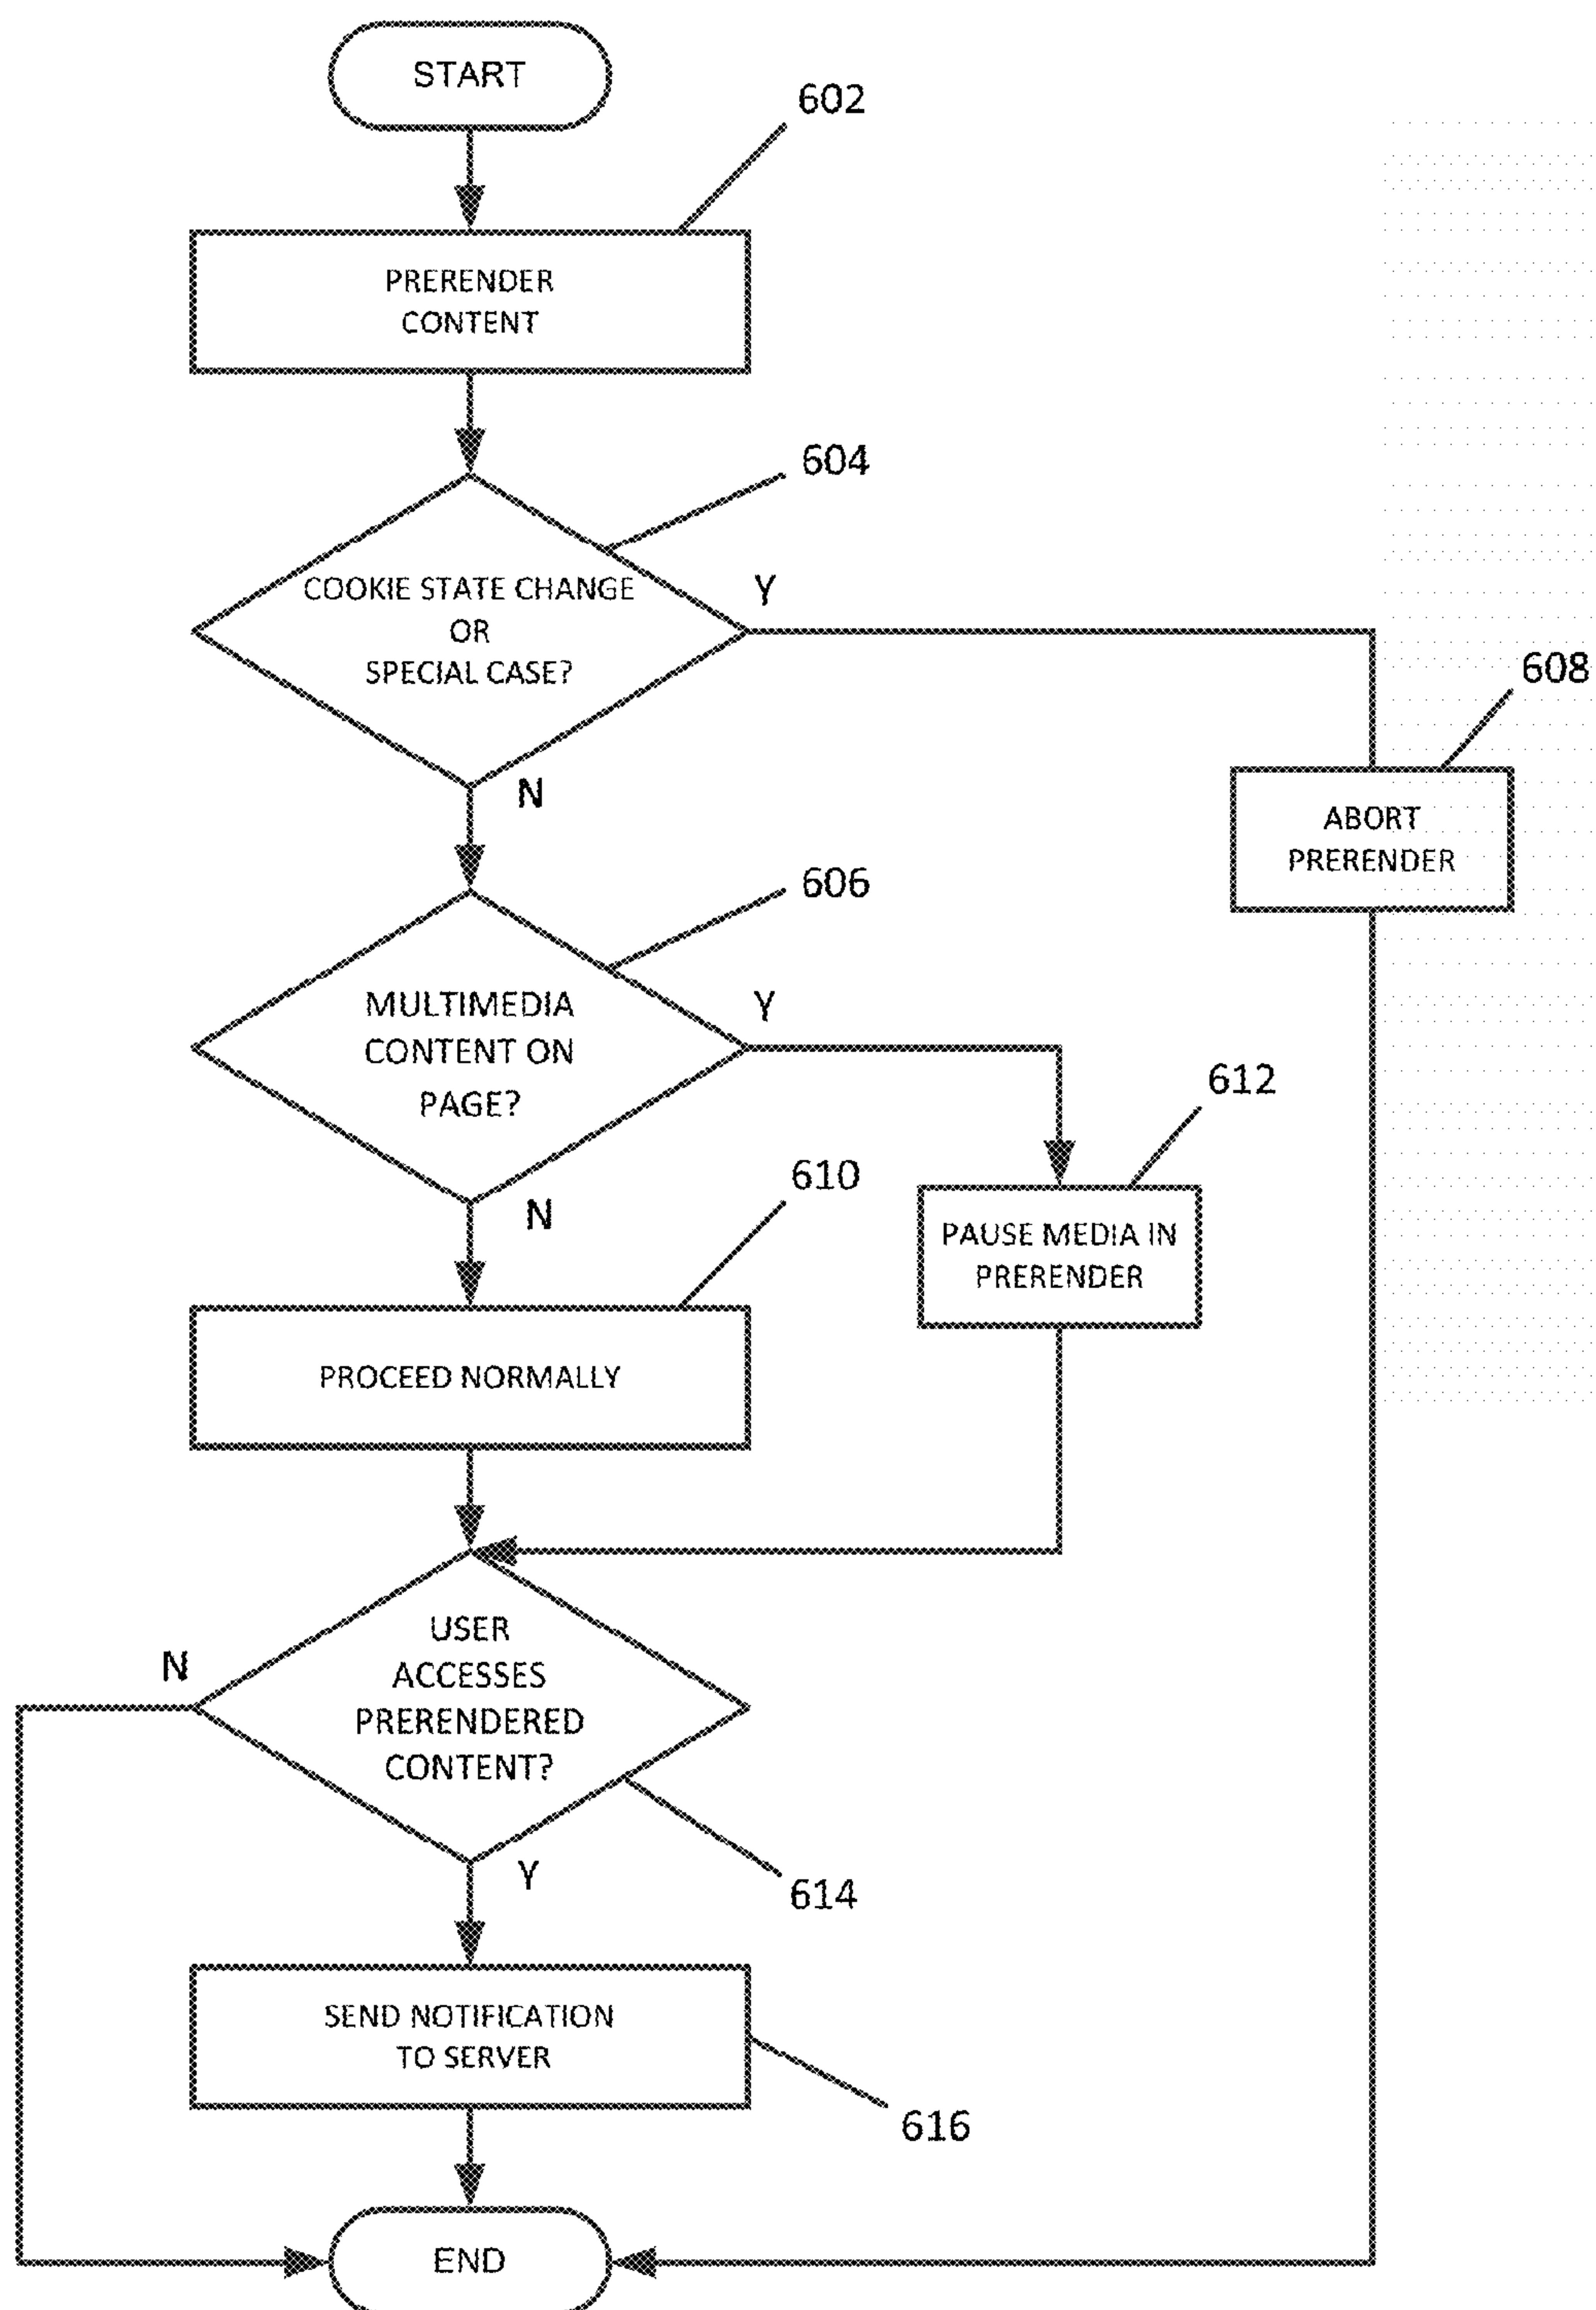 START
602
PRERENDER
CONTENT
604
COOKIE STATE CHANGE
OR
SPECIAL CASE?
Y
N
608
ABORT
PRERENDER
606
MULTIMEDIA
CONTENT ON
PAGE?
Y
N
612
PAUSE MEDIA IN
PRERENDER
610
PROCEED NORMALLY
USER
ACCESSES
PRERENDERED
CONTENT?
N
Y
614
SEND NOTIFICATION
TO SERVER
616
END